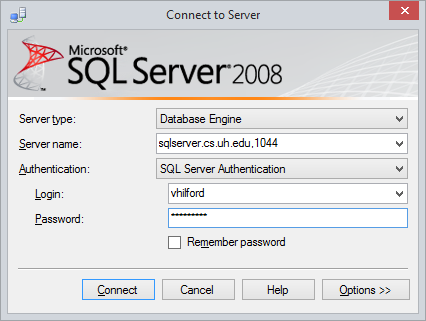 Connect to Server
Microsoft®
SQL Server® 2008
Server type: Database Engine
Server name: sqlserver.cs.uh.edu,1044
Authentication: SQL Server Authentication
Login: vhilford
Password: *********
Remember password
Connect Cancel Help Options >>